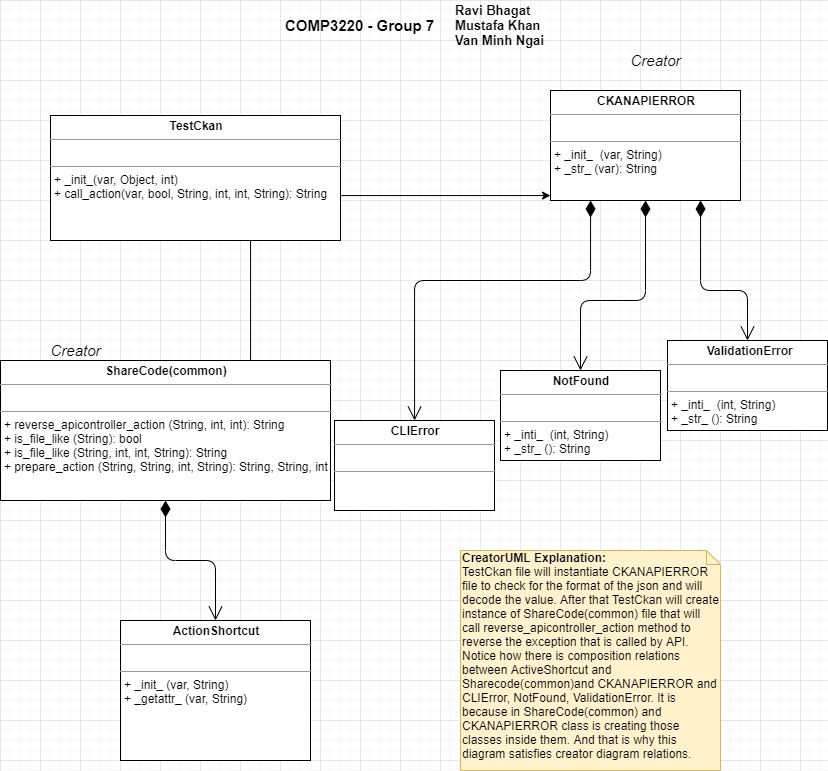 COMP3220 - Group 7
Ravi Bhagat
Mustafa Khan
Van Minh Ngai
Creator
CKANAPIERROR
+ _init_  (var, String)
+ _str_ (var): String
TestCkan
+ _init_(var, Object, int)
+ call_action(var, bool, String, int, int, String): String
Creator
ShareCode(common)
+ reverse_apicontroller_action (String, int, int): String
+ is_file_like (String): bool
+ is_file_like (String, int, int, String): String
+ prepare_action (String, String, int, String): String, String, int
CLIError
NotFound
+ _inti_  (int, String)
+ _str_ (): String
ValidationError
+ _inti_  (int, String)
+ _str_ (): String
ActionShortcut
+ _init_ (var, String)
+ _getattr_ (var, String)
CreatorUML Explanation:
TestCkan file will instantiate CKANAPIERROR
file to check for the format of the json and will
decode the value. After that TestCkan will create
instance of ShareCode(common) file that will
call reverse_apicontroller_action method to
reverse the exception that is called by API.
Notice how there is composition relations
between ActiveShortcut and
Sharecode(common)and CKANAPIERROR and
CLIError, NotFound, ValidationError. It is
because in ShareCode(common) and
CKANAPIERROR class is creating those
classes inside them. And that is why this
diagram satisfies creator diagram relations.